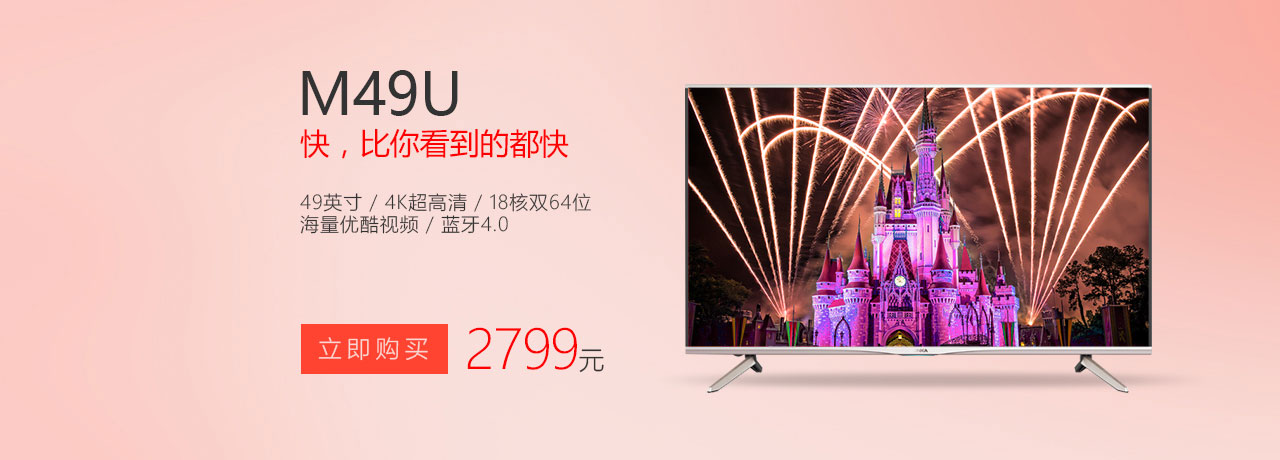 M49U
快，比你看到的都快
49英寸 / 4K超高清 / 18核双64位
海量优酷视频 / 蓝牙4.0
立即购买 2799元